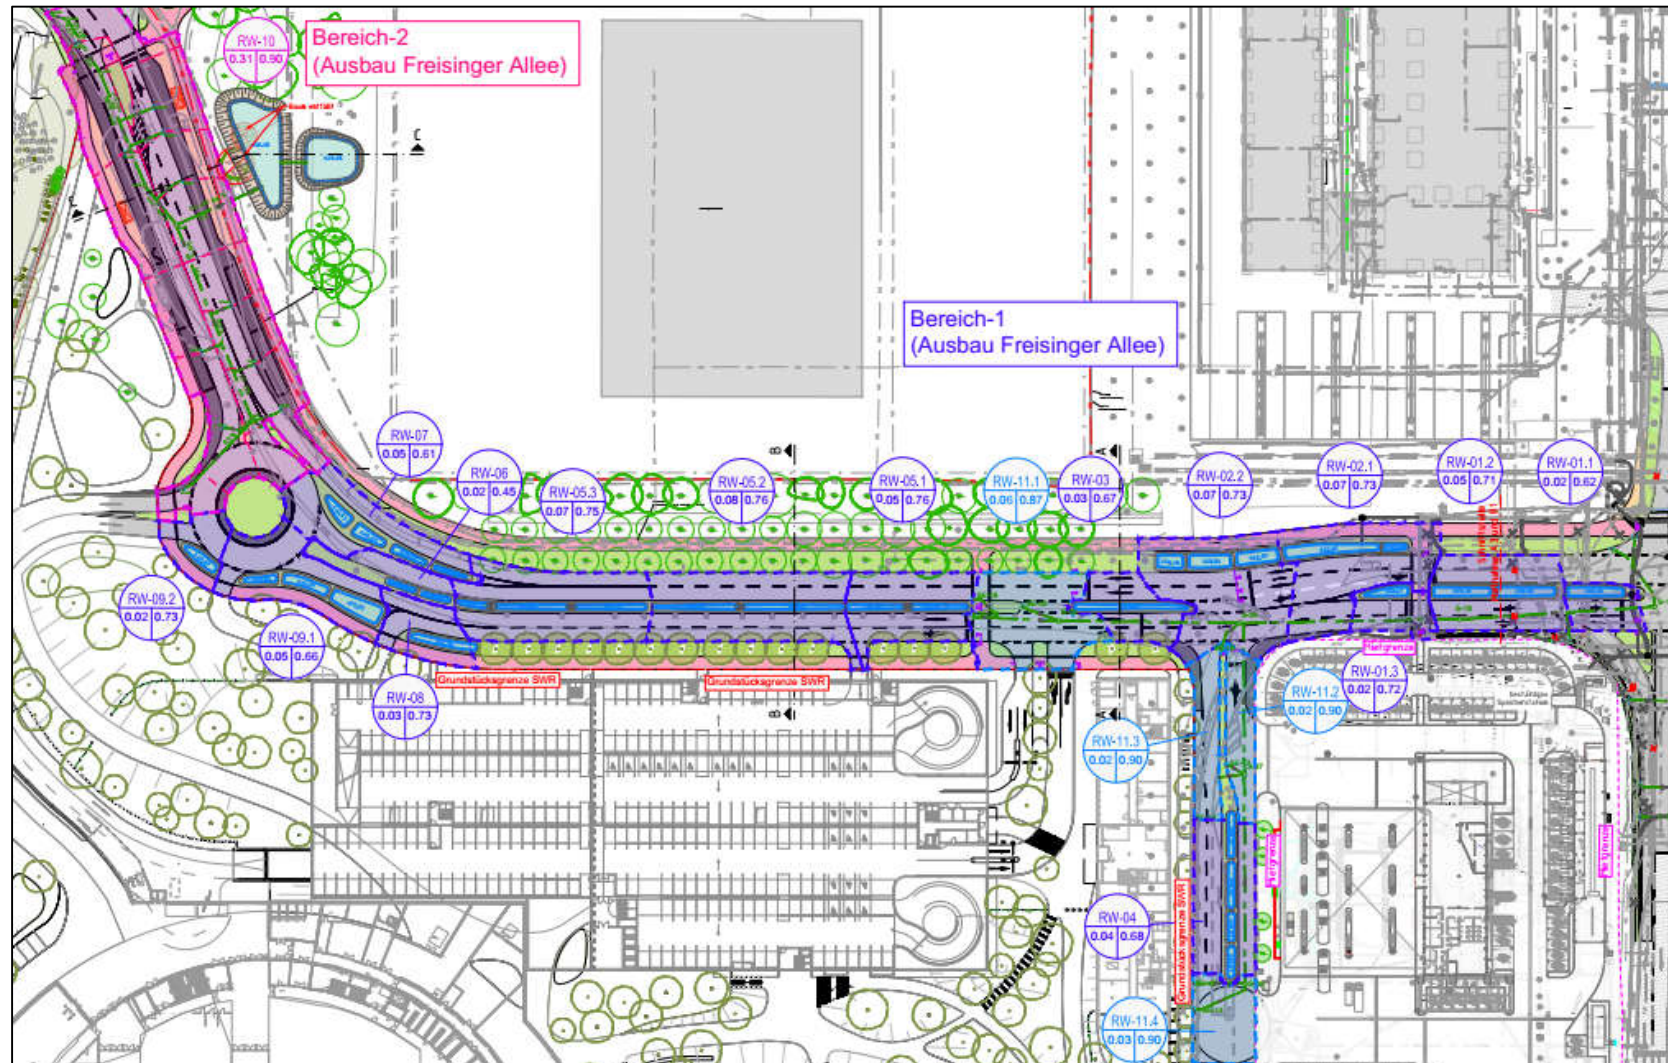 RW-10
0.31 0.90
Bereich-2
(Ausbau Freisinger Allee)
Bereich-1
(Ausbau Freisinger Allee)
RW-07
0.05 0.61
RW-06
0.02 0.45
RW-05.3
0.07 0.75
RW-05.2
0.08 0.76
RW-05.1
0.05 0.76
RW-11.1
0.06 0.87
RW-03
0.03 0.67
RW-02.2
0.07 0.73
RW-02.1
0.07 0.73
RW-01.2
0.05 0.71
RW-01.1
0.02 0.62
B
A
C
RW-09.2
0.02 0.73
RW-09.1
0.05 0.66
RW-08
0.03 0.73
Grundstücksgrenze SWR
Grundstücksgrenze SWR
B
A
RW-01.3
0.02 0.72
RW-11.2
0.02 0.90
RW-11.3
0.02 0.90
RW-04
0.04 0.68
Grundstücksgrenze SWR
RW-11.4
0.03 0.90